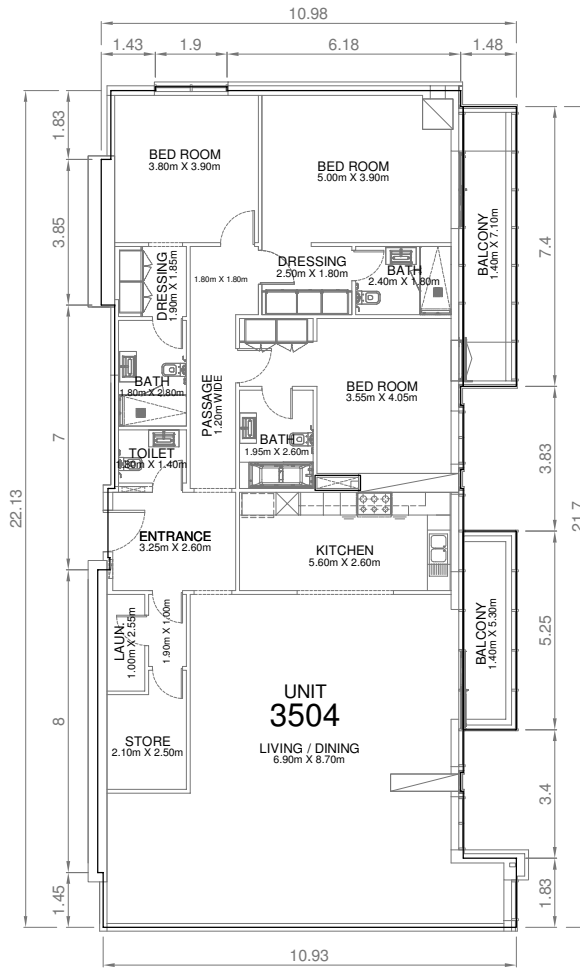 10.98
1.43
1.9
6.18
1.48
1.83
3.85
7
22.13
8
1.45
BED ROOM
3.80m X 3.90m
BED ROOM
5.00m X 3.90m
BALCONY
1.40m X 7.10m
7.4
DRESSING
1.90m X 1.85m
1.80m X 1.80m
DRESSING
2.50m X 1.80m
BATH
2.40m X 1.80m
BATH
1.80m X 2.80m
PASSAGE
1.20m WIDE
BED ROOM
3.55m X 4.05m
3.83
TOILET
1.80m X 1.40m
BATH
1.95m X 2.60m
21.7
ENTRANCE
3.25m X 2.60m
KITCHEN
5.60m X 2.60m
BALCONY
1.40m X 5.30m
5.25
LAUN.
1.00m X 2.55m
1.90m X 1.00m
UNIT
3504
STORE
2.10m X 2.50m
LIVING / DINING
6.90m X 8.70m
3.4
1.83
10.93